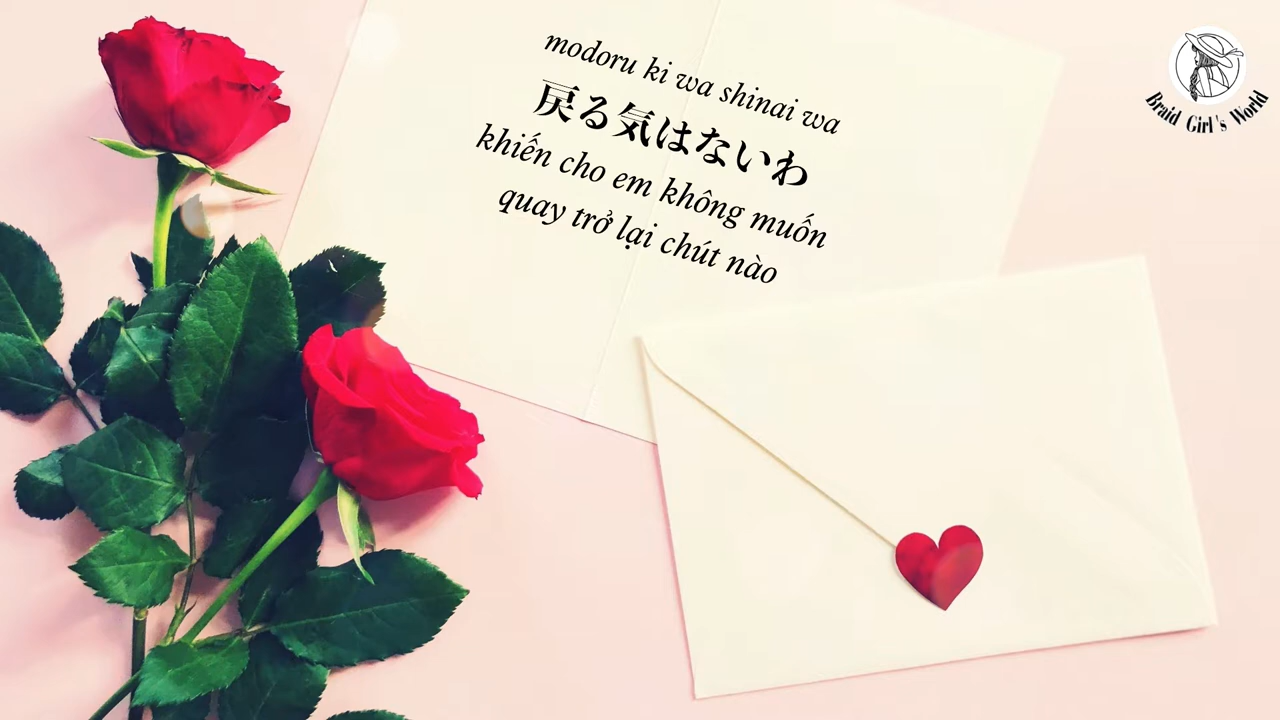 modoru ki wa shinai wa
戻る気はないわ
khiến cho em không muốn
quay trở lại chút nào
Braid Girl's World